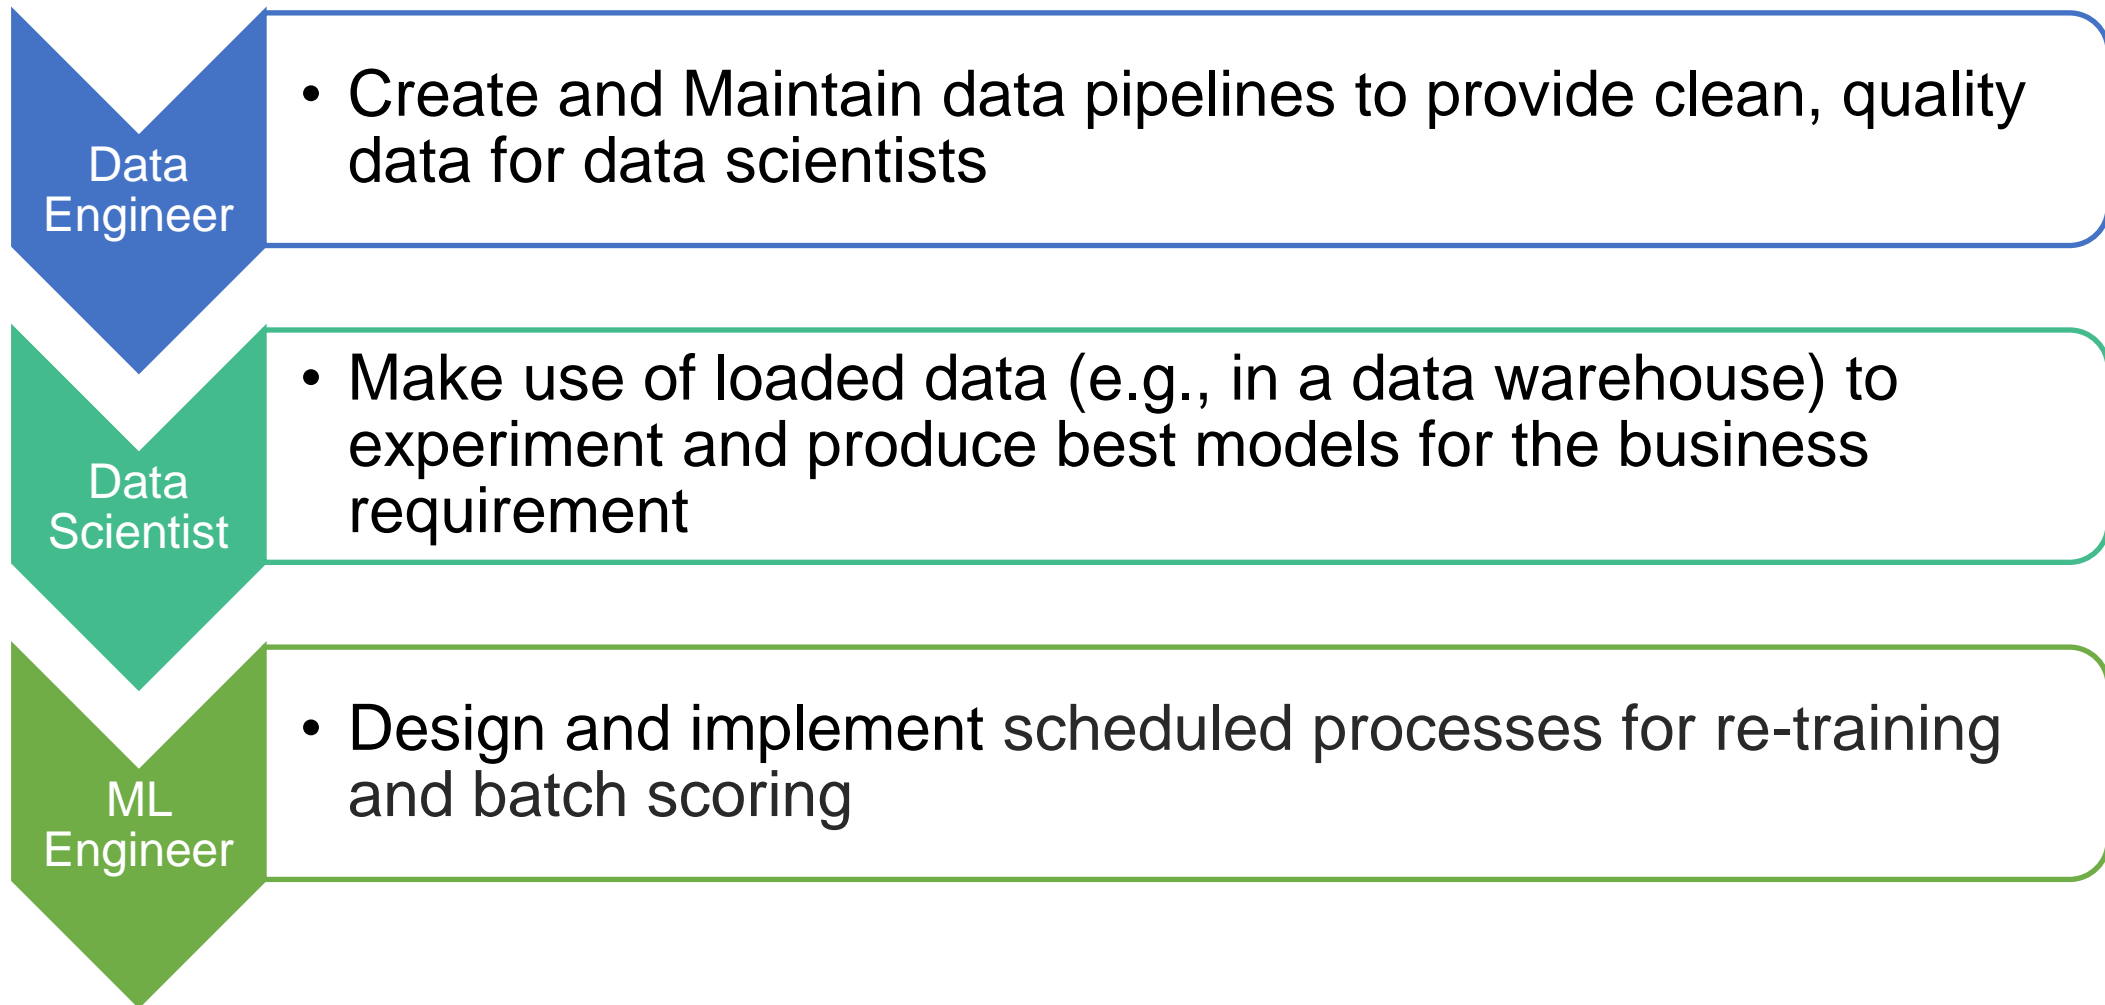 Data
Engineer
• Create and Maintain data pipelines to provide clean, quality
data for data scientists
Data
Scientist
• Make use of loaded data (e.g., in a data warehouse) to
experiment and produce best models for the business
requirement
ML
Engineer
• Design and implement scheduled processes for re-training
and batch scoring